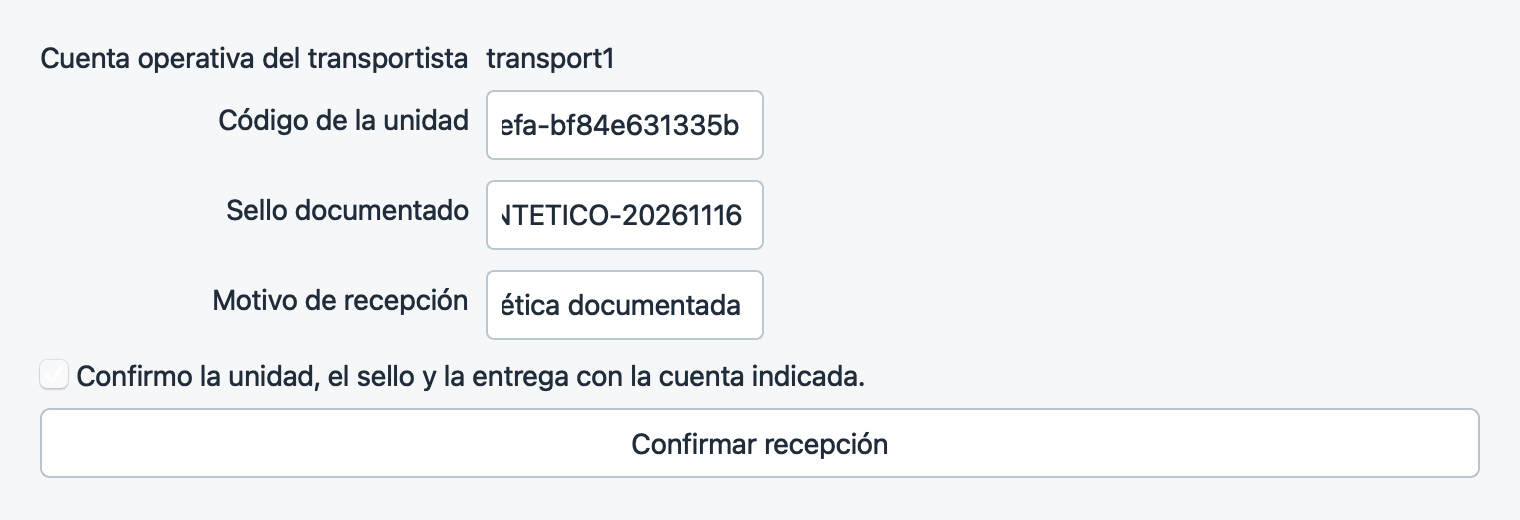 Cuenta operativa del transportista transport1
Código de la unidad efa-bf84e631335b
Sello documentado NTETICO-20261116
Motivo de recepción ética documentada
Confirmo la unidad, el sello y la entrega con la cuenta indicada.
Confirmar recepción